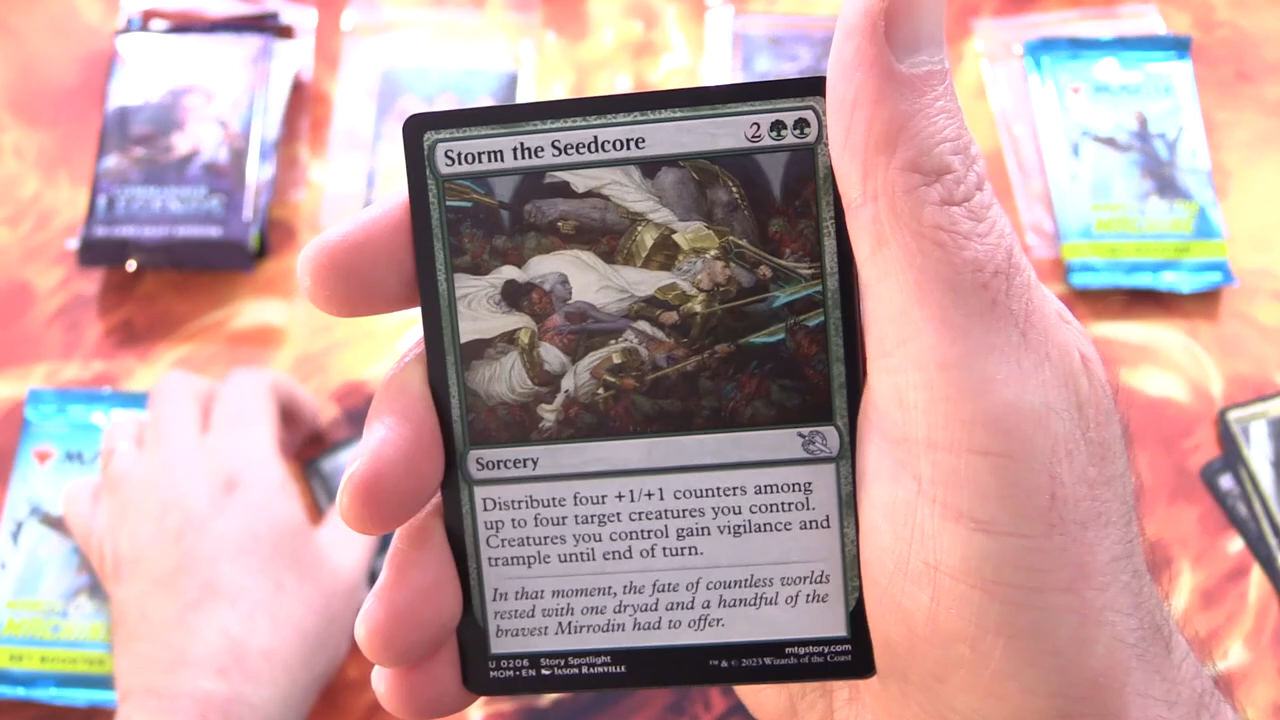 Storm the Seedcore
2
Sorcery
Distribute four +1/+1 counters among
up to four target creatures you control.
Creatures you control gain vigilance and
trample until end of turn.
In that moment, the fate of countless worlds
rested with one dryad and a handful of the
bravest Mirrodin had to offer.
U 0206 Story Spotlight
MOM • EN Jason Rainville
mtgstory.com
™ & © 2023 Wizards of the Coast
LEGENDS